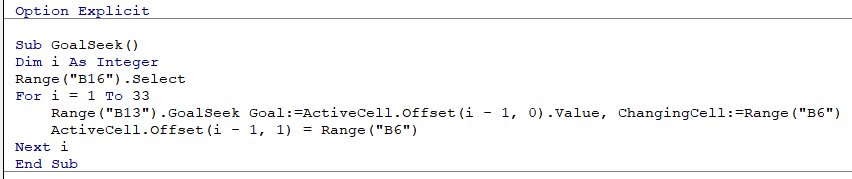 Option Explicit
Sub GoalSeek()
Dim i As Integer
Range("B16").Select
For i = 1 To 33
    Range("B13").GoalSeek Goal:=ActiveCell.Offset(i - 1, 0).Value, ChangingCell:=Range("B6")
    ActiveCell.Offset(i - 1, 1) = Range("B6")
Next i
End Sub